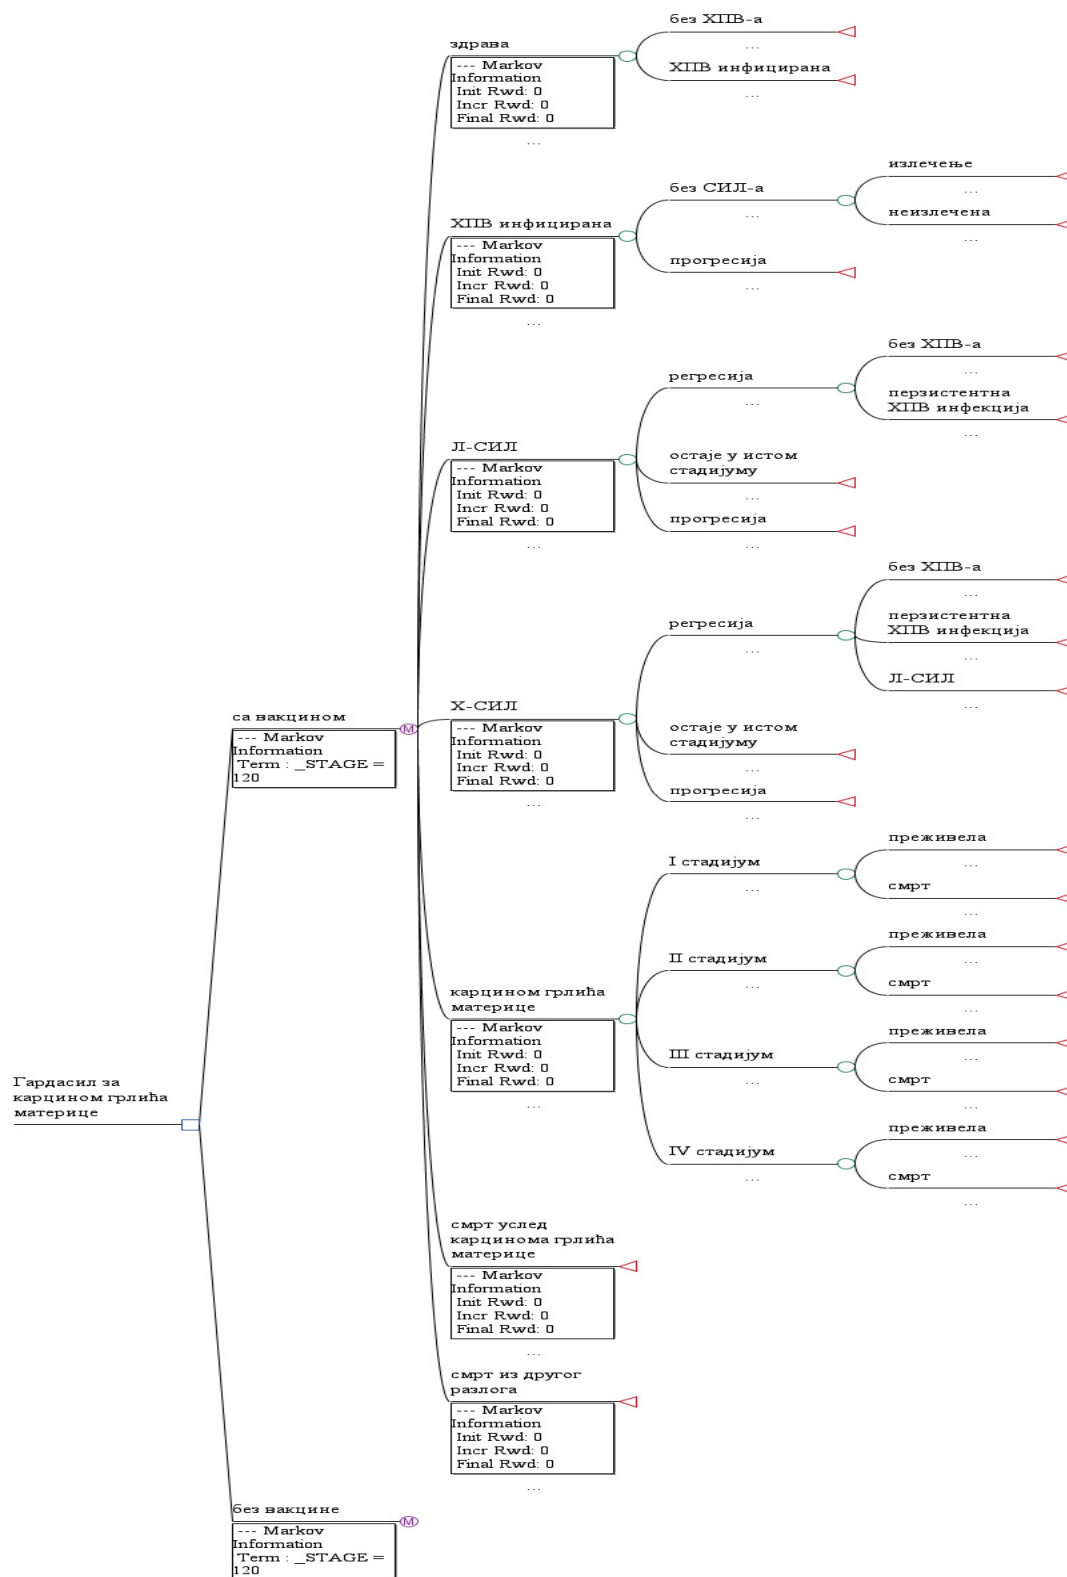 без ХПВ-а
...
здрава
--- Markov
Information
Init Rwd: 0
Incr Rwd: 0
Final Rwd: 0
...
ХПВ инфицирана
...
излечење
...
без СИЛ-а
...
неизлечена
...
ХПВ инфицирана
--- Markov
Information
Init Rwd: 0
Incr Rwd: 0
Final Rwd: 0
...
прогресија
...
без ХПВ-а
...
регресија
...
перзистентна
ХПВ инфекција
...
Л-СИЛ
--- Markov
Information
Init Rwd: 0
Incr Rwd: 0
Final Rwd: 0
...
остаје у истом
стадијуму
...
прогресија
...
без ХПВ-а
...
регресија
...
перзистентна
ХПВ инфекција
...
Л-СИЛ
...
Х-СИЛ
--- Markov
Information
Init Rwd: 0
Incr Rwd: 0
Final Rwd: 0
...
остаје у истом
стадијуму
...
прогресија
...
са вакцином
--- Markov
Information
Term : _STAGE =
120
преживела
...
I стадијум
...
смрт
...
преживела
...
II стадијум
...
смрт
...
карцином грлића
материце
--- Markov
Information
Init Rwd: 0
Incr Rwd: 0
Final Rwd: 0
...
преживела
...
III стадијум
...
смрт
...
Гардасил за
карцином грлића
материце
преживела
...
IV стадијум
...
смрт
...
смрт услед
карцинома грлића
материце
--- Markov
Information
Init Rwd: 0
Incr Rwd: 0
Final Rwd: 0
...
смрт из другог
разлога
--- Markov
Information
Init Rwd: 0
Incr Rwd: 0
Final Rwd: 0
...
без вакцине
--- Markov
Information
Term : _STAGE =
120